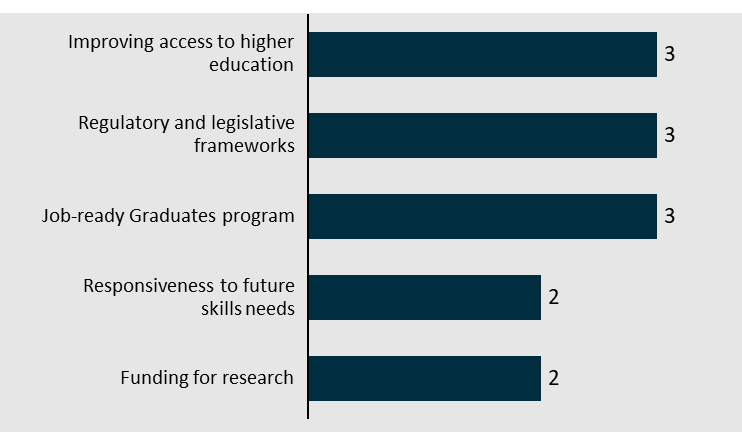 Improving access to higher
education
3
Regulatory and legislative
frameworks
3
Job-ready Graduates program
3
Responsiveness to future
skills needs
2
Funding for research
2